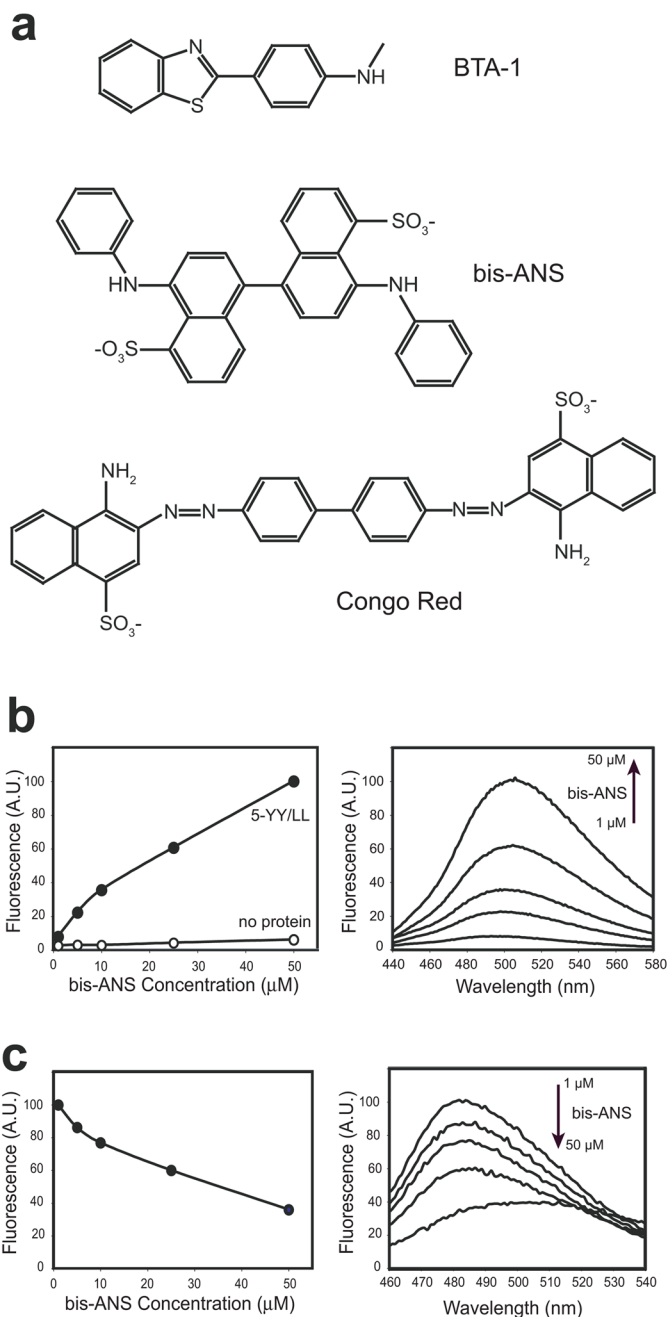 a
N
S
NH
BTA-1
SO3-
HN
NH
bis-ANS
-O3S
SO3-
NH2
N N
N N
NH2
SO3-
Congo Red
b
Fluorescence (A.U.)
100
80
60
40
20
0
5-YY/LL
no protein
0 10 20 30 40 50
bis-ANS Concentration (μM)
Fluorescence (A.U.)
100
80
60
40
20
0
50 μM
bis-ANS
1 μM
440 460 480 500 520 540 560 580
Wavelength (nm)
c
Fluorescence (A.U.)
100
80
60
40
20
0
0 10 20 30 40 50
bis-ANS Concentration (μM)
Fluorescence (A.U.)
100
80
60
40
20
0
1 μM
bis-ANS
50 μM
460 470 480 490 500 510 520 530 540
Wavelength (nm)